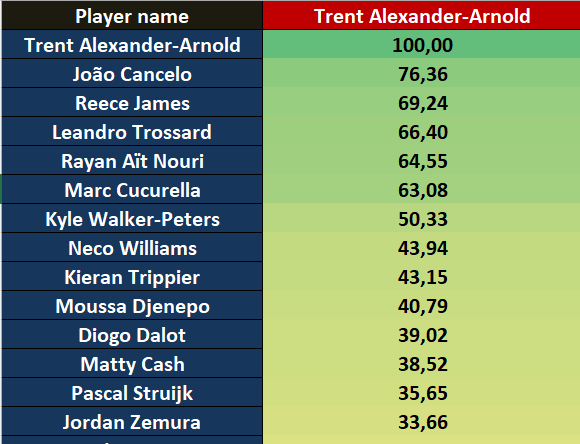 Player name Trent Alexander-Arnold
Trent Alexander-Arnold 100,00
João Cancelo 76,36
Reece James 69,24
Leandro Trossard 66,40
Rayan Aït Nouri 64,55
Marc Cucurella 63,08
Kyle Walker-Peters 50,33
Neco Williams 43,94
Kieran Trippier 43,15
Moussa Djenepo 40,79
Diogo Dalot 39,02
Matty Cash 38,52
Pascal Struijk 35,65
Jordan Zemura 33,66